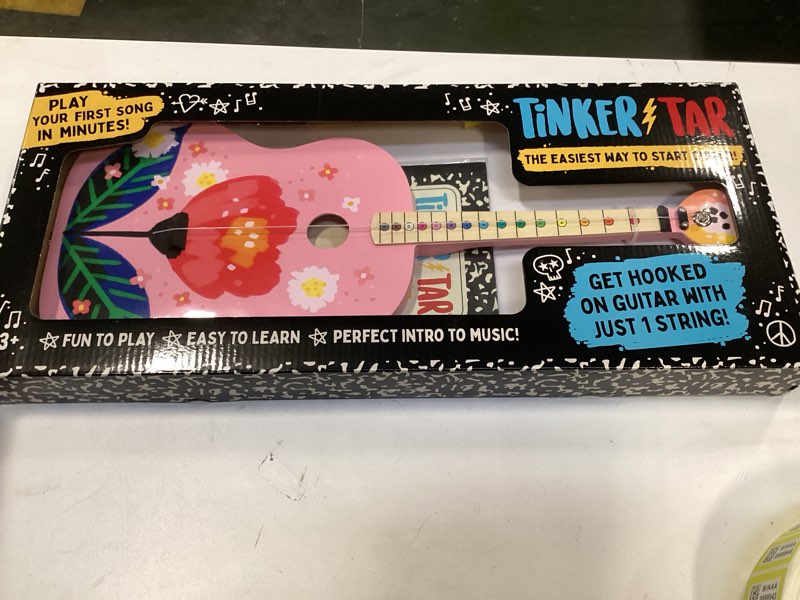 PLAY
YOUR FIRST SONG
IN MINUTES!
TiNKER TAR
THE EASIEST WAY TO START
GET HOOKED
ON GUITAR WITH
JUST 1 STRING!
3+
FUN TO PLAY EASY TO LEARN PERFECT INTRO TO MUSIC!
TAR